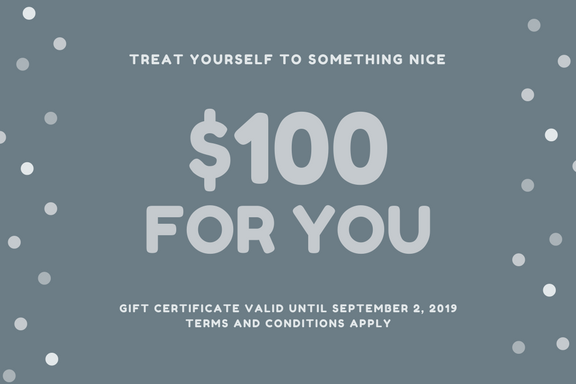 TREAT YOURSELF TO SOMETHING NICE
$100
FOR YOU
GIFT CERTIFICATE VALID UNTIL SEPTEMBER 2, 2019
TERMS AND CONDITIONS APPLY